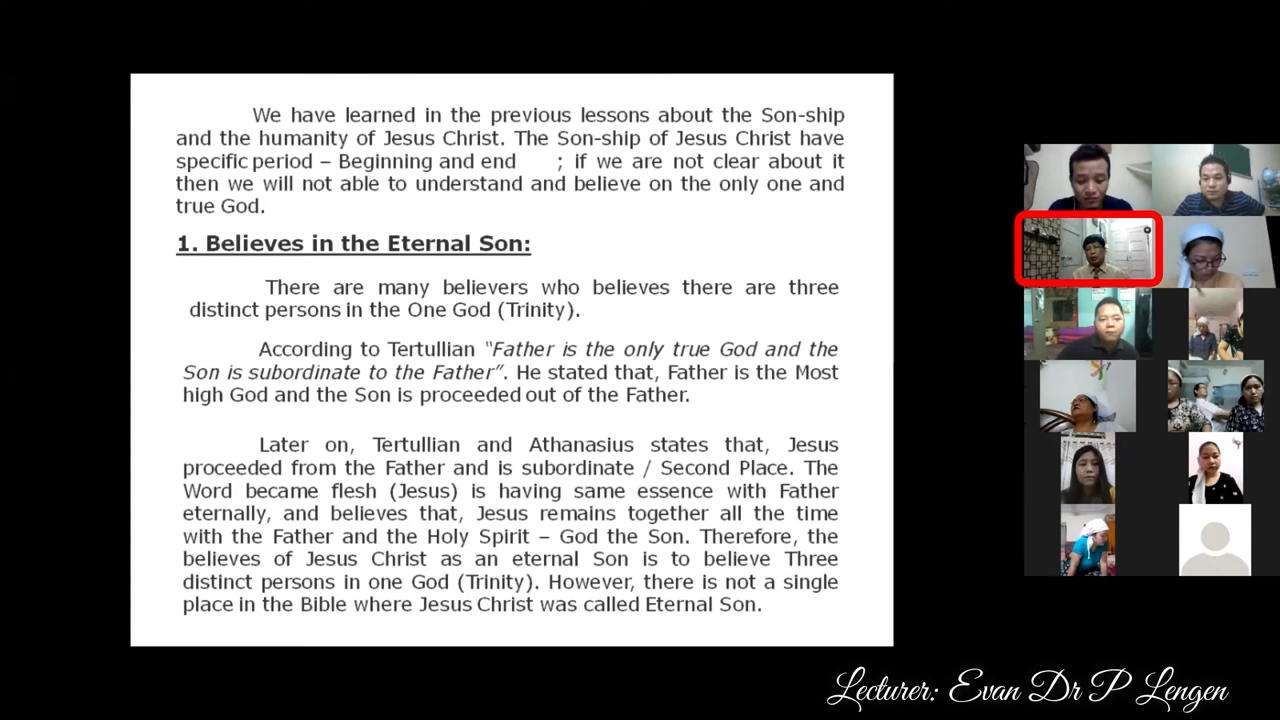 We have learned in the previous lessons about the Son-ship
and the humanity of Jesus Christ. The Son-ship of Jesus Christ have
specific period – Beginning and end ; if we are not clear about it
then we will not able to understand and believe on the only one and
true God.
1. Believes in the Eternal Son:
There are many believers who believes there are three
distinct persons in the One God (Trinity).
According to Tertullian “Father is the only true God and the
Son is subordinate to the Father”. He stated that, Father is the Most
high God and the Son is proceeded out of the Father.
Later on, Tertullian and Athanasius states that, Jesus
proceeded from the Father and is subordinate / Second Place. The
Word became flesh (Jesus) is having same essence with Father
eternally, and believes that, Jesus remains together all the time
with the Father and the Holy Spirit – God the Son. Therefore, the
believes of Jesus Christ as an eternal Son is to believe Three
distinct persons in one God (Trinity). However, there is not a single
place in the Bible where Jesus Christ was called Eternal Son.
Lecturer: Evan Dr P Lengen